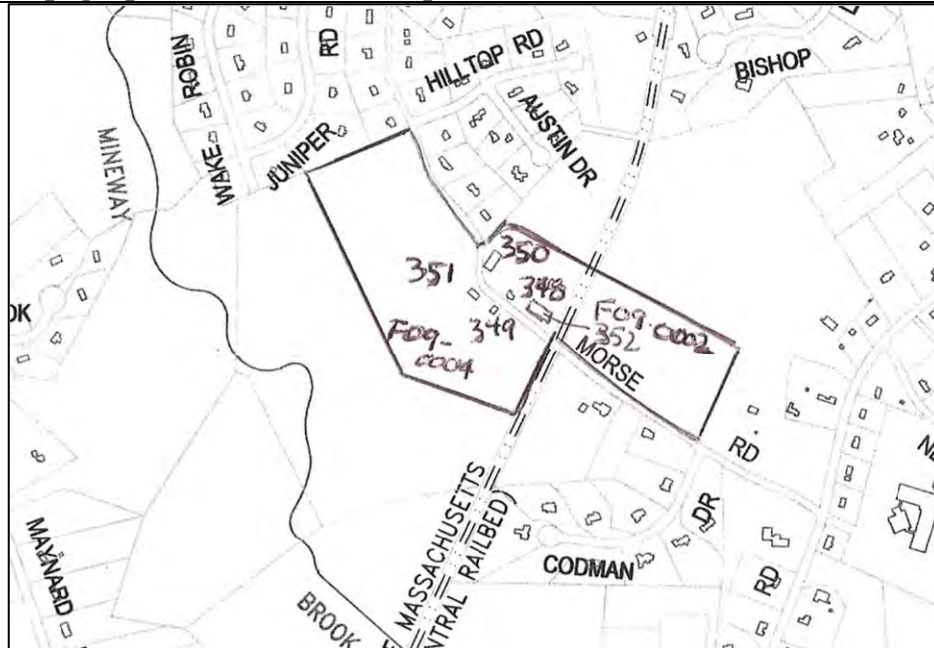 ROBIN
RD
HILLTOP RD
BISHOP
MINEWAY
WAKE
JUNIPER
AUSTIN DR
350
351
348
F09-0002
352
349
F09-
0004
MORSE
OK
RD
DR
MASSACHUSETTS
NTRAL RAILBED)
CODMAN
RD
MAYNARD
BROOK